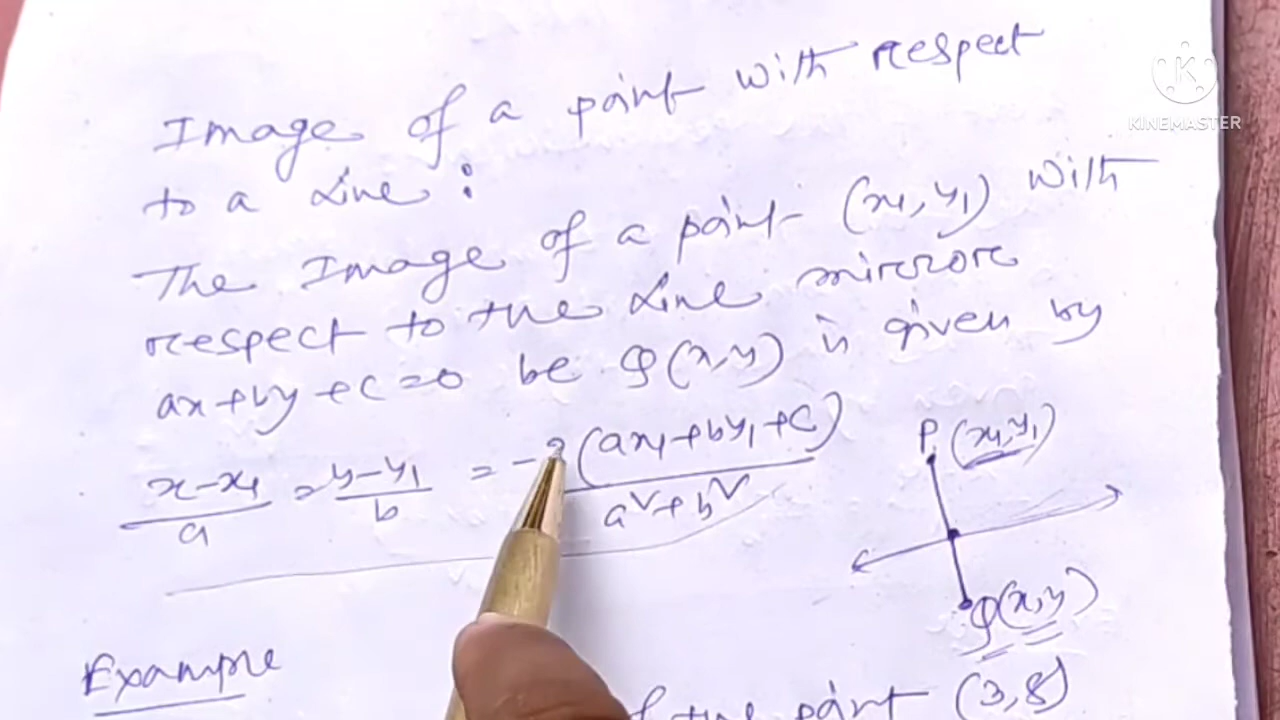 Image of a point with respect
to a Line:
The Image of a point (x₁, y₁) with
respect to the Line mirrore
ax+by+c=0 be Q(x,y) is given by
(x-x₁)/a = (y-y₁)/b = -2(ax₁+by₁+c)/(a²+b²)
P(x₁,y₁)
Q(x,y)
Example
of the point (3,8)
KINEMASTER